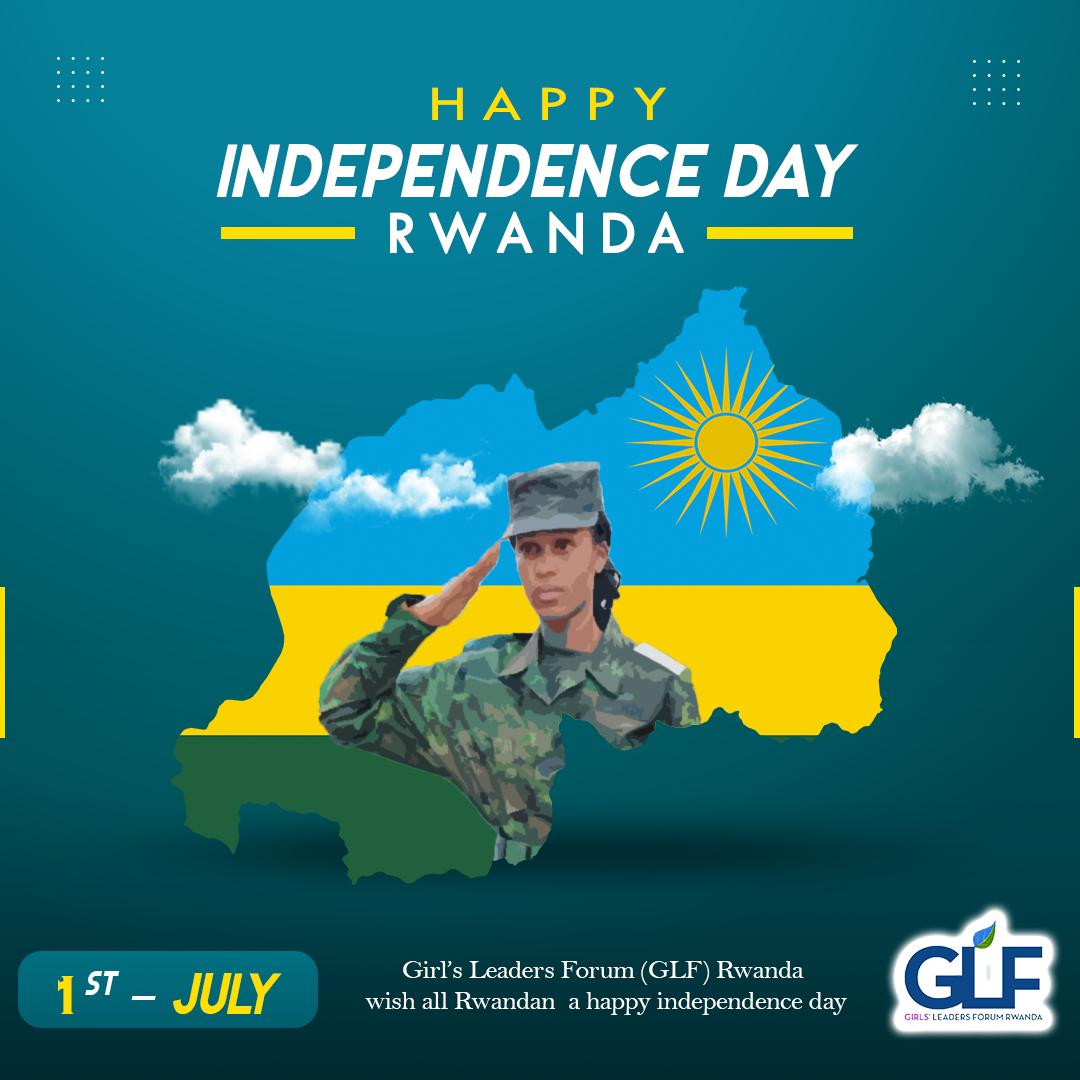 HAPPY
INDEPENDENCE DAY
RWANDA
1ST – JULY
Girl's Leaders Forum (GLF) Rwanda
wish all Rwandan a happy independence day
GLF
GIRLS' LEADERS FORUM RWANDA